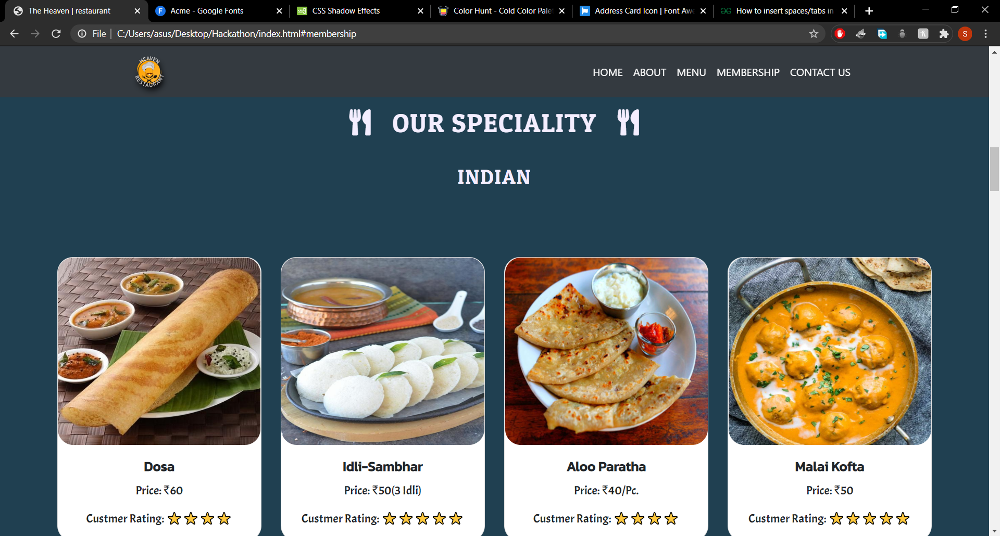 The Heaven | restaurant
Acme - Google Fonts
CSS Shadow Effects
Color Hunt - Cold Color Pale
Address Card Icon | Font Aw
How to insert spaces/tabs in
File
C:/Users/asus/Desktop/Hackathon/index.html#membership
S
HEAVEN
RESTAURANT
HOME ABOUT MENU MEMBERSHIP CONTACT US
OUR SPECIALITY
INDIAN
Dosa
Price: ₹60
Custmer Rating:
Idli-Sambhar
Price: ₹50(3 Idli)
Custmer Rating:
Aloo Paratha
Price: ₹40/Pc.
Custmer Rating:
Malai Kofta
Price: ₹50
Custmer Rating: